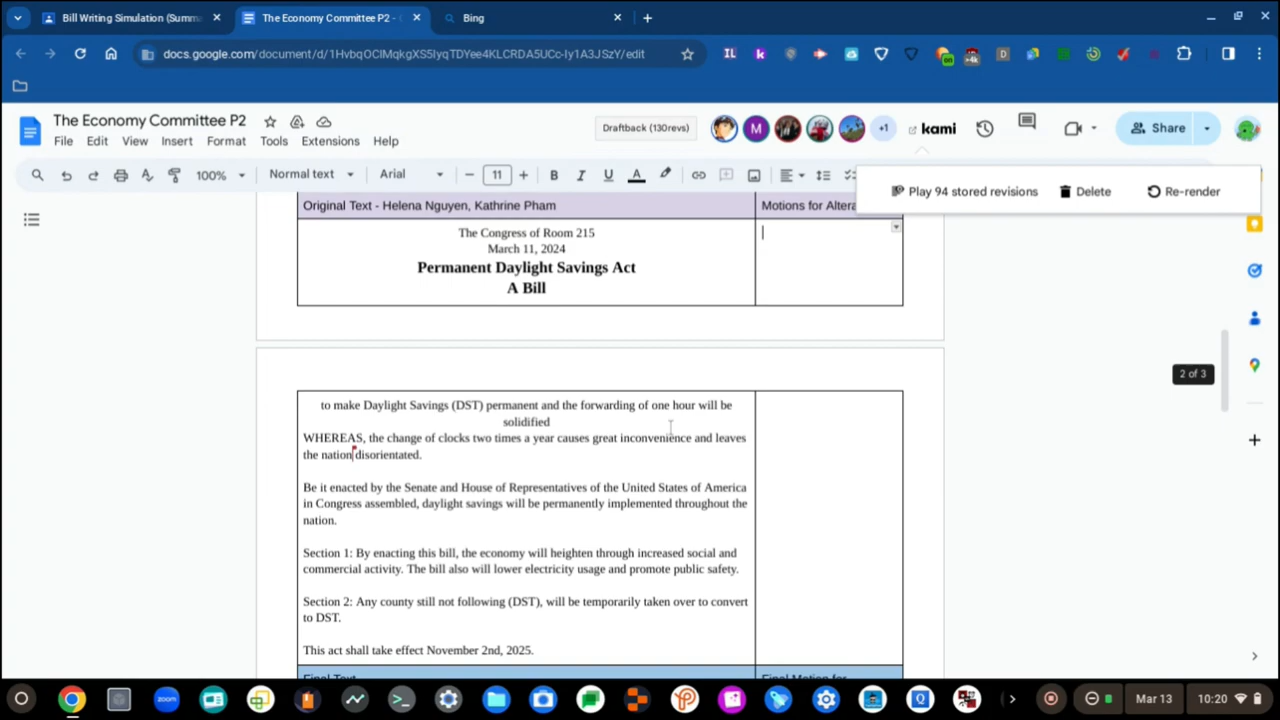 Bill Writing Simulation (Summ
The Economy Committee P2 -
Bing
docs.google.com/document/d/1HvbqOClMqkgXS5IyqTDYee4KLCRDA5UCc-Iy1A3JSzY/edit
The Economy Committee P2
File Edit View Insert Format Tools Extensions Help
Draftback (130revs)
M
+1
kami
Share
100%
Normal text
Arial
11
B I U A
Play 94 stored revisions
Delete
Re-render
Original Text - Helena Nguyen, Kathrine Pham
Motions for Altera
The Congress of Room 215
March 11, 2024
Permanent Daylight Savings Act
A Bill
2 of 3
to make Daylight Savings (DST) permanent and the forwarding of one hour will be
solidified
WHEREAS, the change of clocks two times a year causes great inconvenience and leaves
the nation disorientated.
Be it enacted by the Senate and House of Representatives of the United States of America
in Congress assembled, daylight savings will be permanently implemented throughout the
nation.
Section 1: By enacting this bill, the economy will heighten through increased social and
commercial activity. The bill also will lower electricity usage and promote public safety.
Section 2: Any county still not following (DST), will be temporarily taken over to convert
to DST.
This act shall take effect November 2nd, 2025.
Final Text
Final Motion for
zoom
Mar 13
10:20